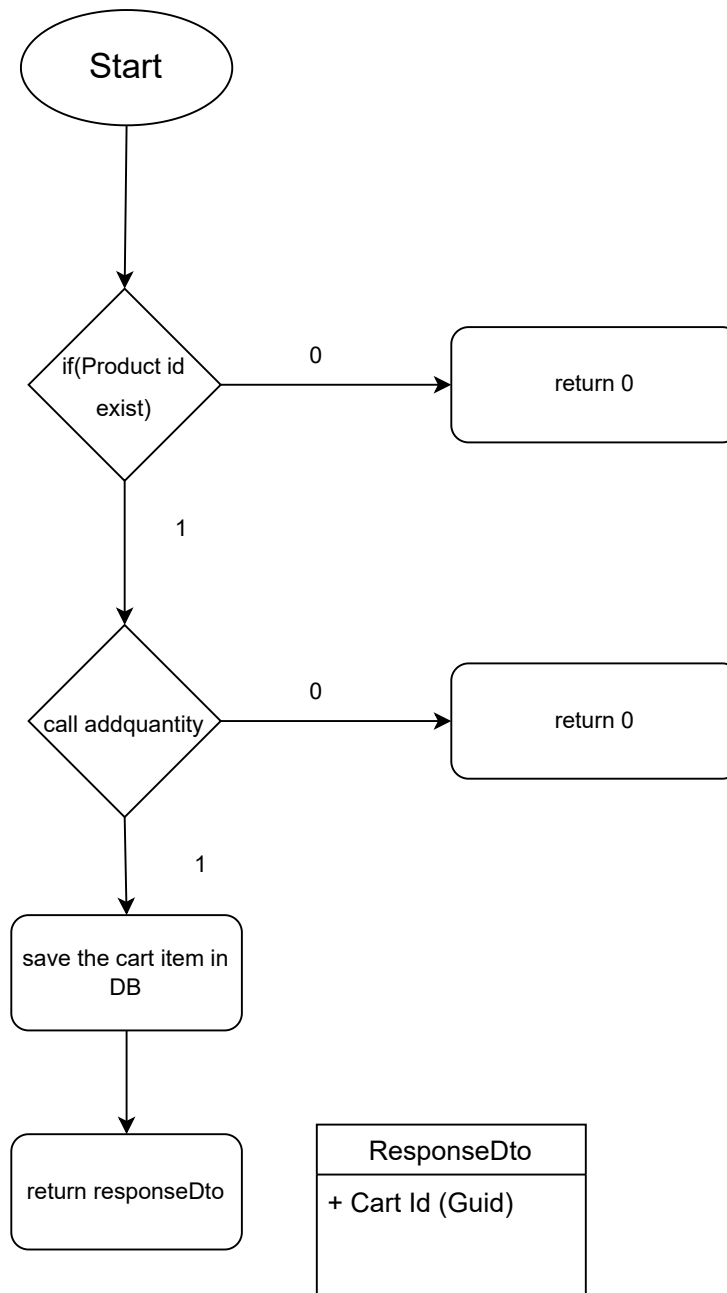 Start
if(Product id
exist)
0
return 0
1
call addquantity
0
return 0
1
save the cart item in
DB
return responseDto
ResponseDto
+ Cart Id (Guid)